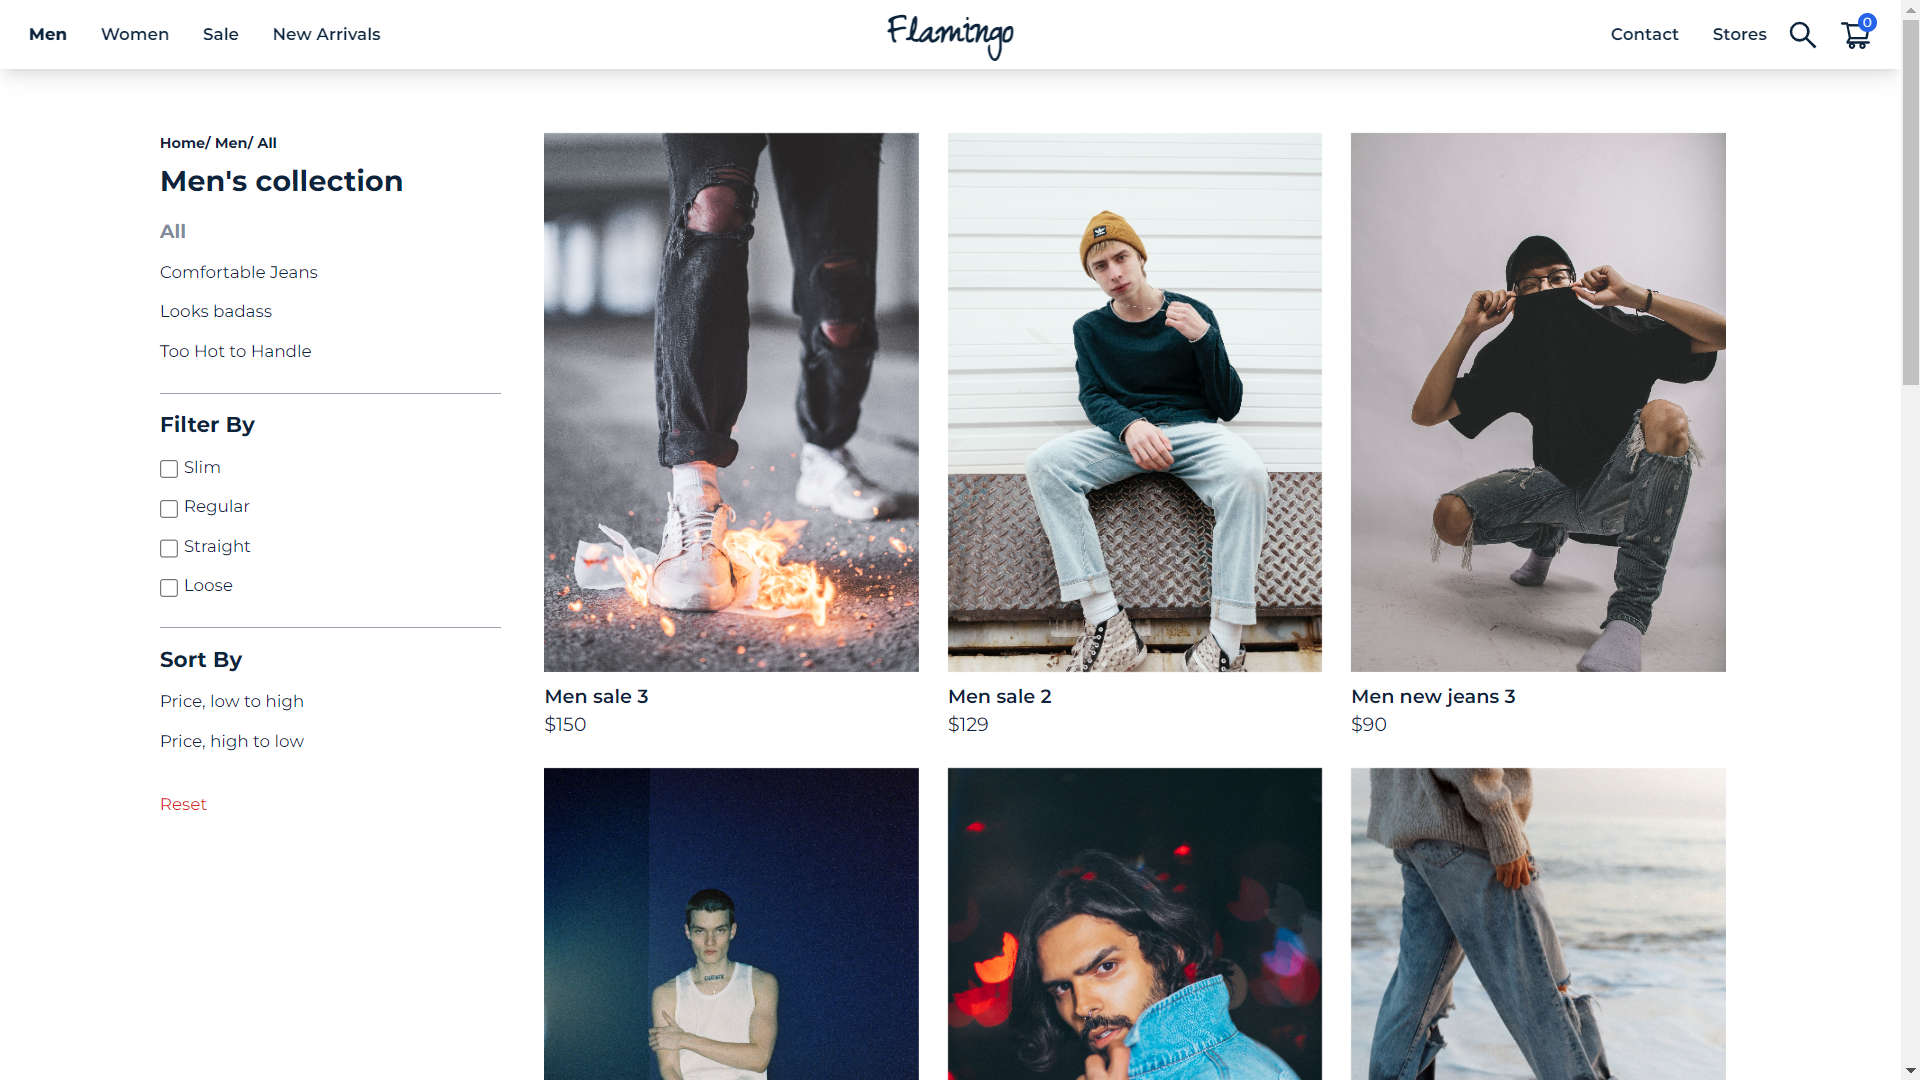 Men Women Sale New Arrivals Flamingo Contact Stores 0
Home/ Men/ All
Men's collection
All
Comfortable Jeans
Looks badass
Too Hot to Handle
Filter By
Slim
Regular
Straight
Loose
Sort By
Price, low to high
Price, high to low
Reset
Men sale 3
$150
Men sale 2
$129
Men new jeans 3
$90